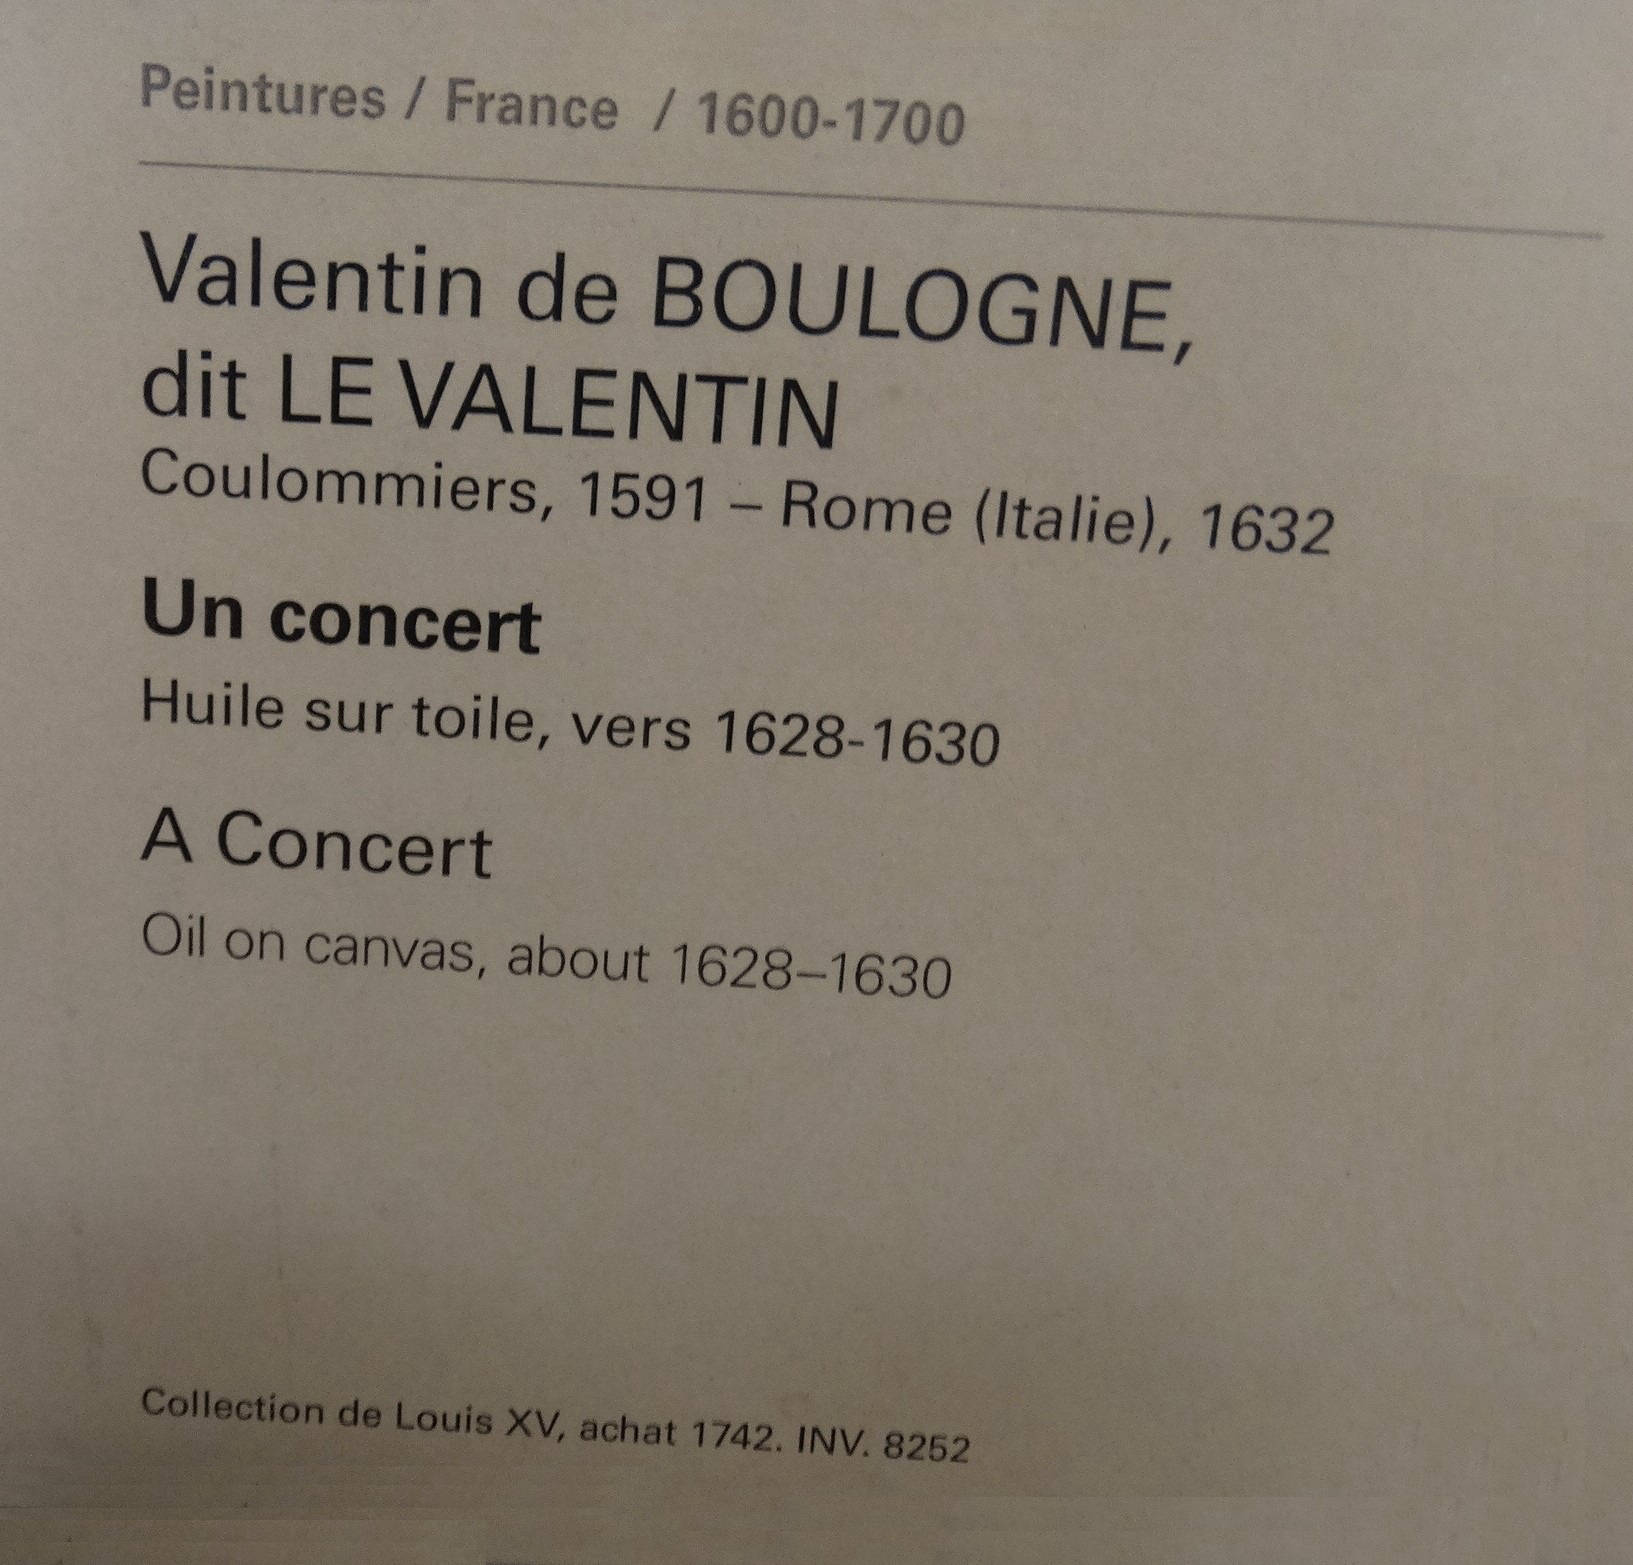 Peintures / France / 1600-1700
Valentin de BOULOGNE,
dit LE VALENTIN
Coulommiers, 1591 – Rome (Italie), 1632
Un concert
Huile sur toile, vers 1628-1630
A Concert
Oil on canvas, about 1628–1630
Collection de Louis XV, achat 1742. INV. 8252